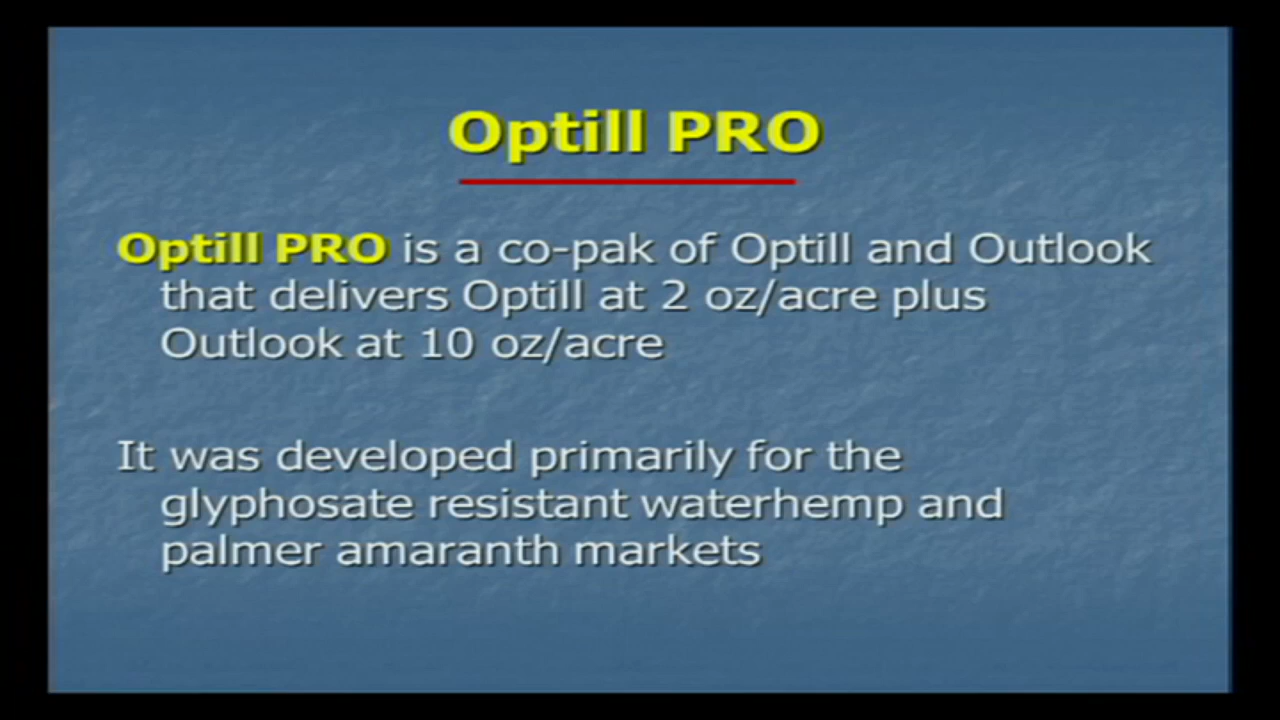 Optill PRO
Optill PRO is a co-pak of Optill and Outlook
that delivers Optill at 2 oz/acre plus
Outlook at 10 oz/acre
It was developed primarily for the
glyphosate resistant waterhemp and
palmer amaranth markets